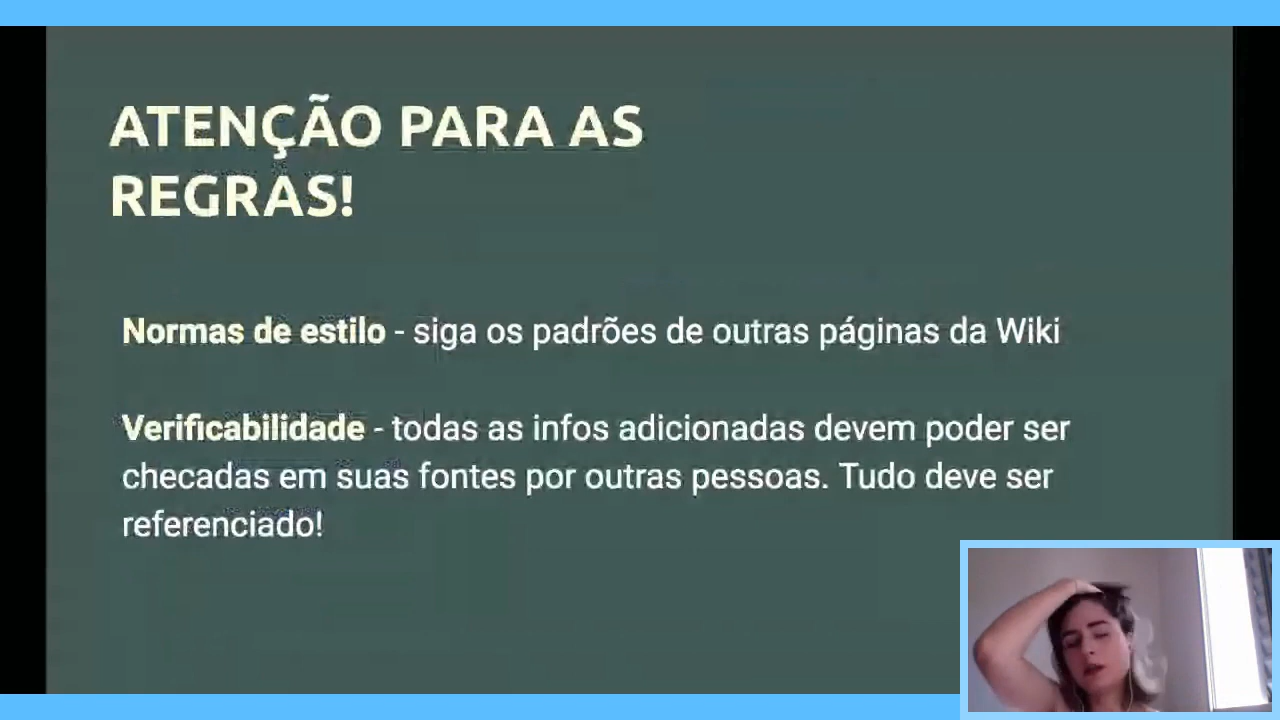 ATENÇÃO PARA AS
REGRAS!
Normas de estilo - siga os padrões de outras páginas da Wiki
Verificabilidade - todas as infos adicionadas devem poder ser
checadas em suas fontes por outras pessoas. Tudo deve ser
referenciado!